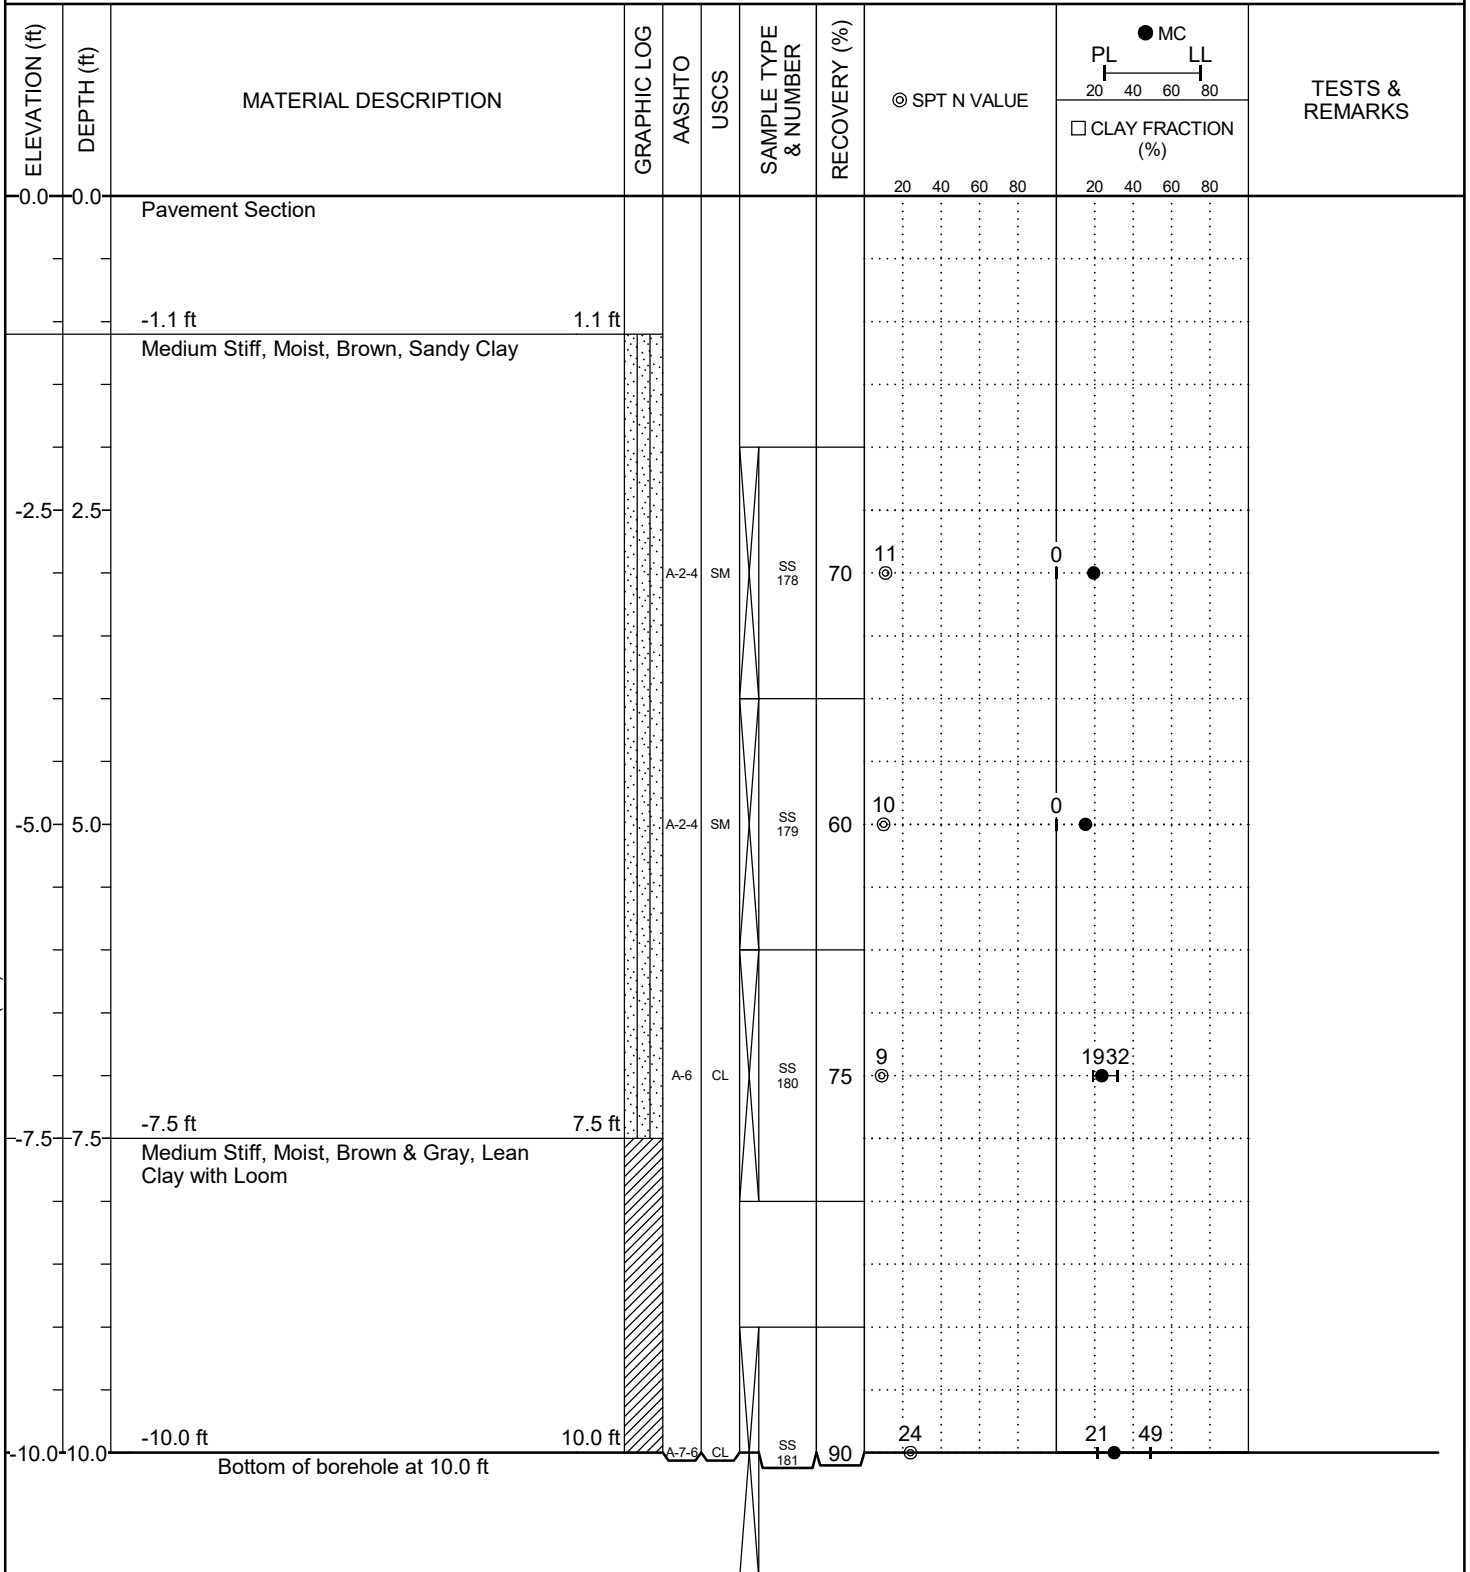 ELEVATION (ft)
DEPTH (ft)
MATERIAL DESCRIPTION
GRAPHIC LOG
AASHTO
USCS
SAMPLE TYPE
& NUMBER
RECOVERY (%)
SPT N VALUE
20 40 60 80
MC
PL LL
20 40 60 80
CLAY FRACTION
(%)
20 40 60 80
TESTS &
REMARKS
0.0 0.0
Pavement Section
-1.1 ft 1.1 ft
Medium Stiff, Moist, Brown, Sandy Clay
-2.5 2.5
A-2-4 SM SS
178
70 11 0
-5.0 5.0
A-2-4 SM SS
179
60 10 0
A-6 CL SS
180
75 9 19 32
-7.5 ft 7.5 ft
-7.5 7.5
Medium Stiff, Moist, Brown & Gray, Lean
Clay with Loom
-10.0 ft 10.0 ft
-10.0 10.0
A-7-6 CL SS
181
90 24 21 49
Bottom of borehole at 10.0 ft